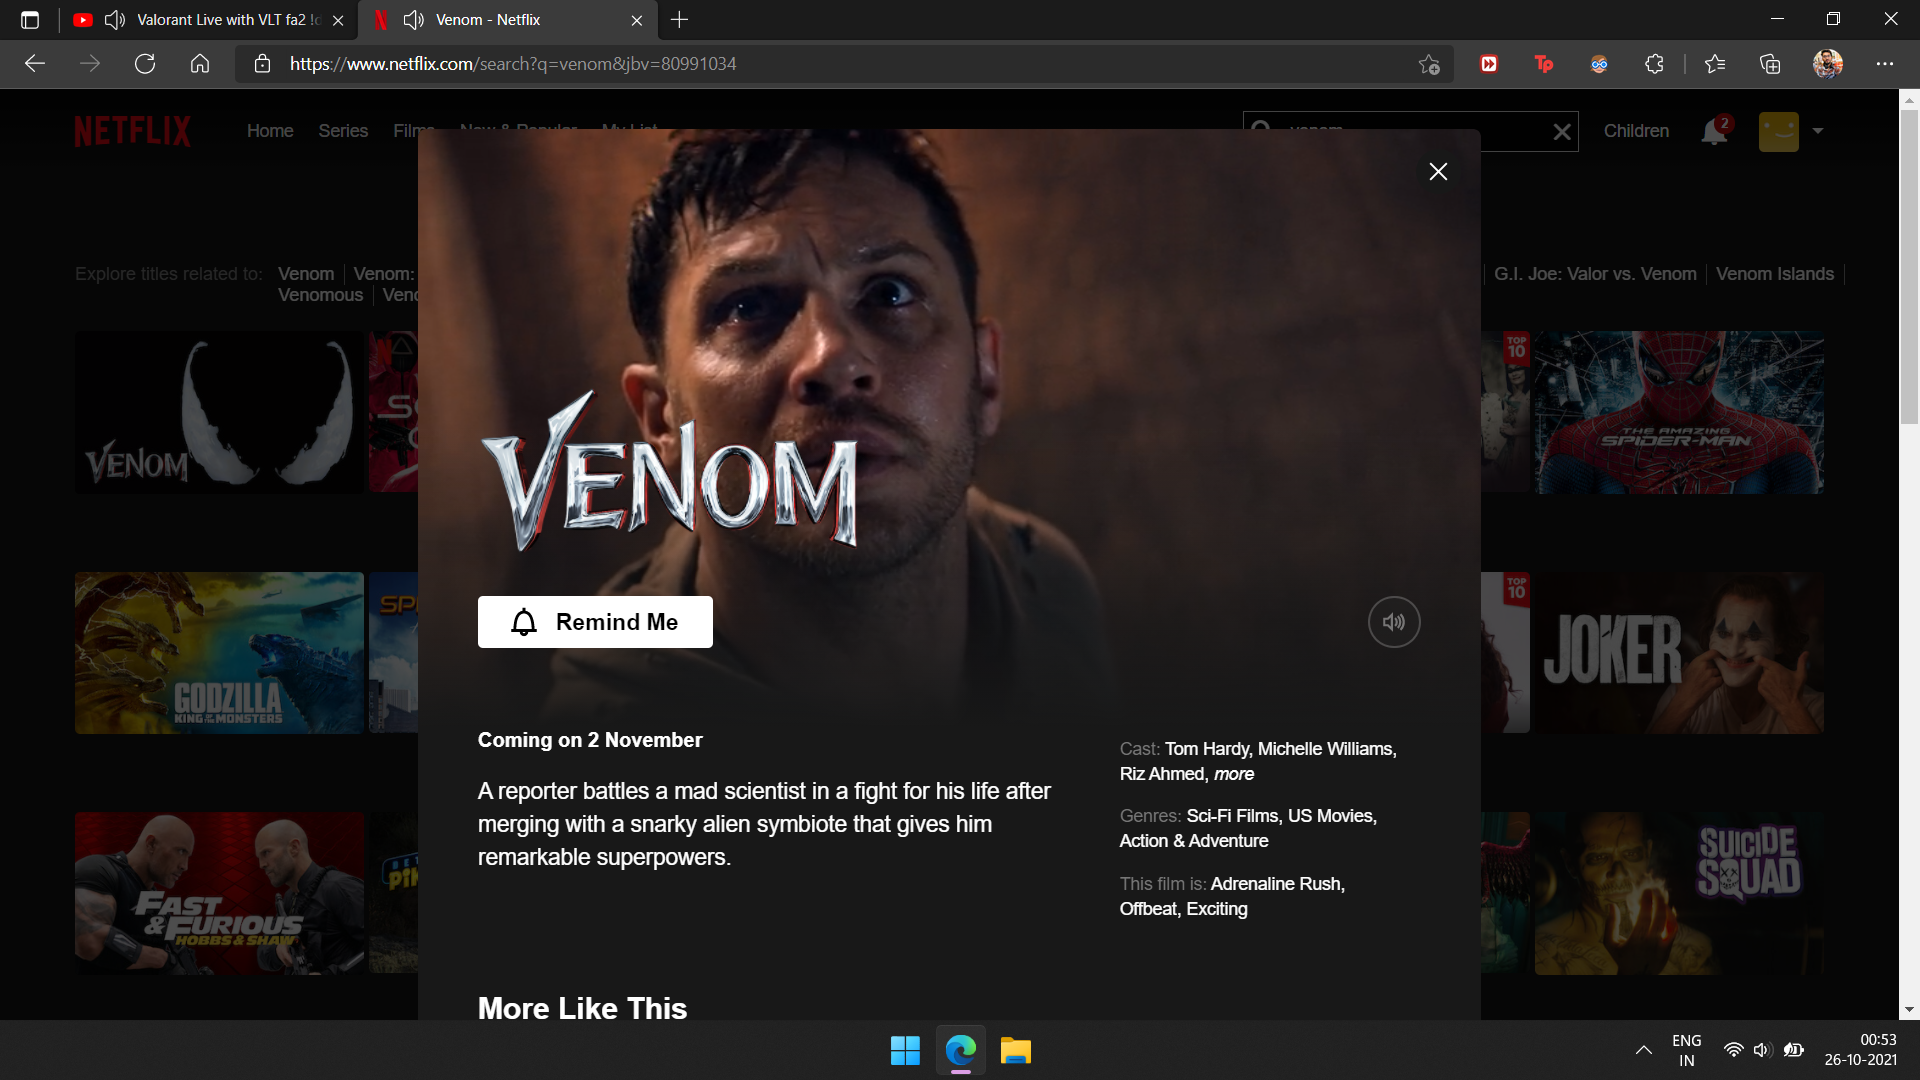 Valorant Live with VLT fa2
Venom - Netflix
https://www.netflix.com/search?q=venom&jbv=80991034
NETFLIX
Home
Series
Films
New & Popular
My List
venom
Children
2
Explore titles related to:
Venom
Venom:
G.I. Joe: Valor vs. Venom
Venom Islands
Venomous
VENOM
TOP
10
THE AMAZING
SPIDER-MAN
VENOM
Remind Me
GODZILLA
KING OF THE MONSTERS
TOP
10
JOKER
Coming on 2 November
A reporter battles a mad scientist in a fight for his life after
merging with a snarky alien symbiote that gives him
remarkable superpowers.
Cast: Tom Hardy, Michelle Williams,
Riz Ahmed, more
Genres: Sci-Fi Films, US Movies,
Action & Adventure
This film is: Adrenaline Rush,
Offbeat, Exciting
FAST
& FURIOUS
HOBBS & SHAW
SUICIDE
SQUAD
More Like This
ENG
IN
00:53
26-10-2021